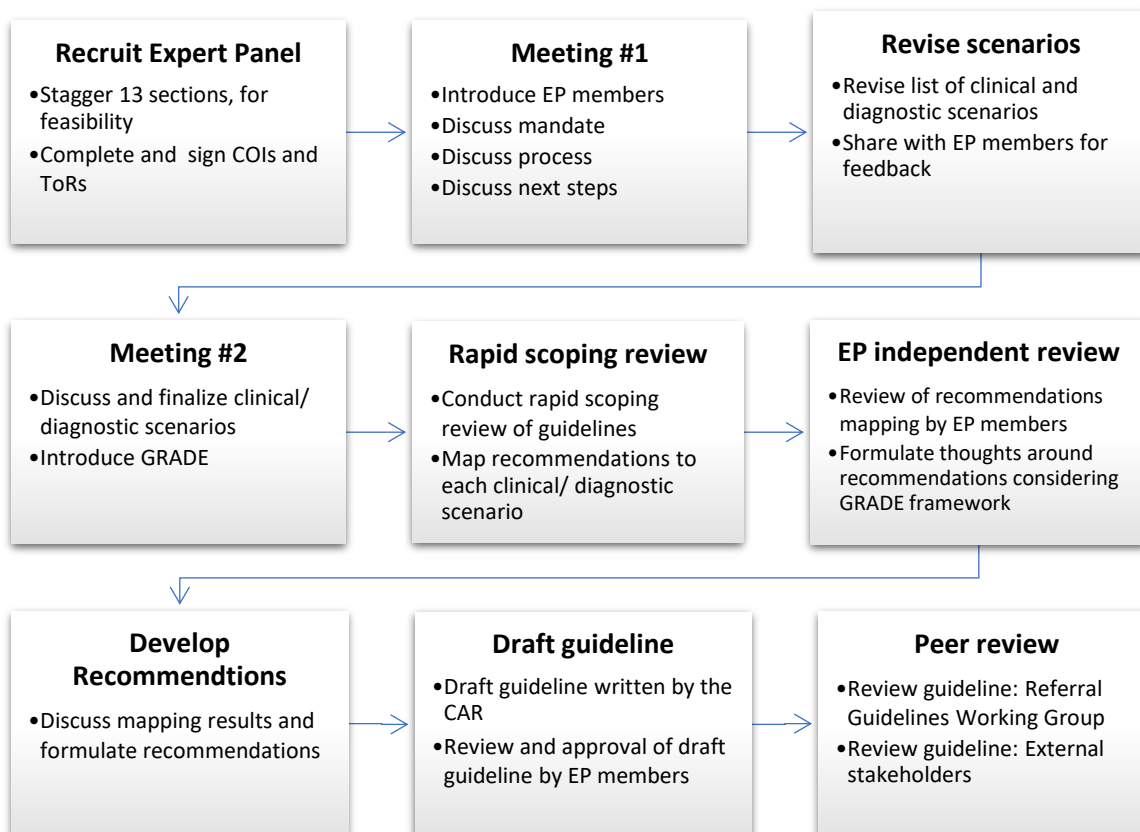 Recruit Expert Panel
•Stagger 13 sections, for
feasibility
•Complete and  sign COIs and
ToRs
Meeting #1
•Introduce EP members
•Discuss mandate
•Discuss process
•Discuss next steps
Revise scenarios
•Revise list of clinical and
diagnostic scenarios
•Share with EP members for
feedback
Meeting #2
•Discuss and finalize clinical/
diagnostic scenarios
•Introduce GRADE
Rapid scoping review
•Conduct rapid scoping
review of guidelines
•Map recommendations to
each clinical/ diagnostic
scenario
EP independent review
•Review of recommendations
mapping by EP members
•Formulate thoughts around
recommendations considering
GRADE framework
Develop
Recommendtions
•Discuss mapping results and
formulate recommendations
Draft guideline
•Draft guideline written by the
CAR
•Review and approval of draft
guideline by EP members
Peer review
•Review guideline: Referral
Guidelines Working Group
•Review guideline: External
stakeholders